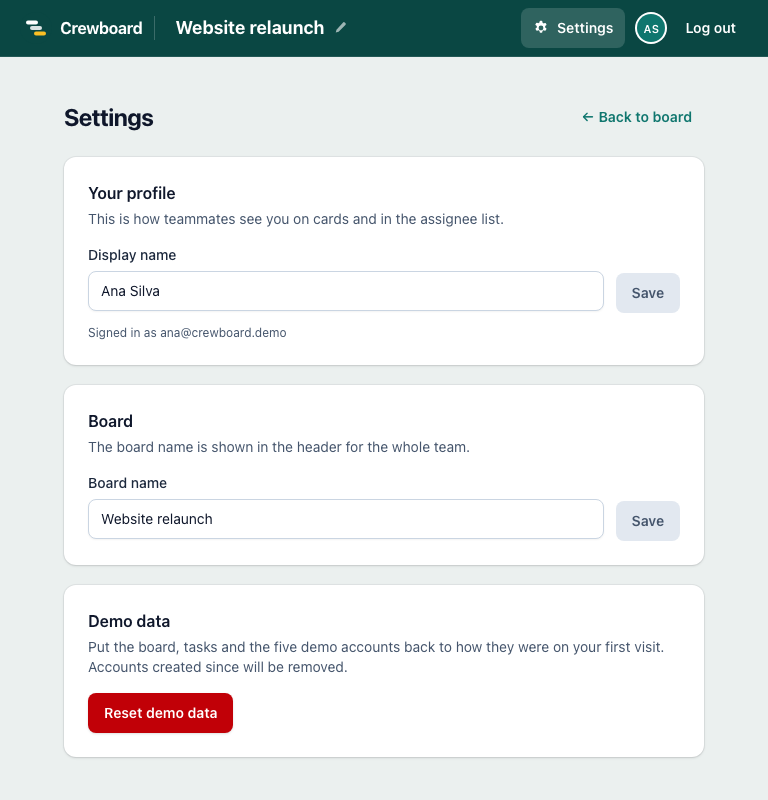 Crewboard
Website relaunch
Settings
AS
Log out
Settings
← Back to board
Your profile
This is how teammates see you on cards and in the assignee list.
Display name
Ana Silva
Save
Signed in as ana@crewboard.demo
Board
The board name is shown in the header for the whole team.
Board name
Website relaunch
Save
Demo data
Put the board, tasks and the five demo accounts back to how they were on your first visit.
Accounts created since will be removed.
Reset demo data